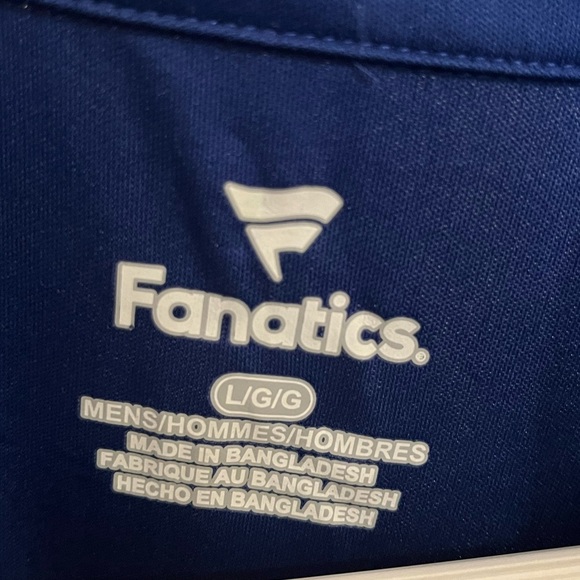 Fanatics.
L/G/G
MENS/HOMMES/HOMBRES
MADE IN BANGLADESH
FABRIQUE AU BANGLADESH
HECHO EN BANGLADESH